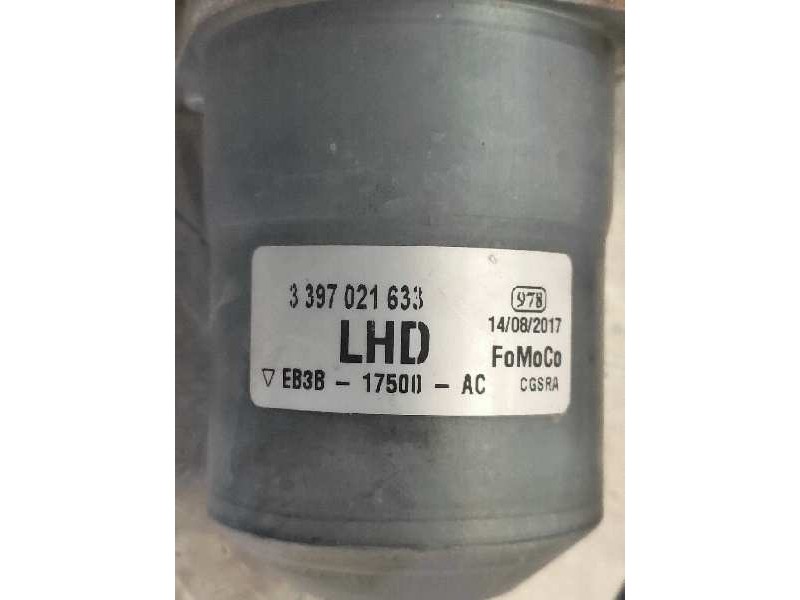 3 397 021 633
978
14/08/2017
LHD
FoMoCo
▽ EB3B - 17500 - AC
CGSRA